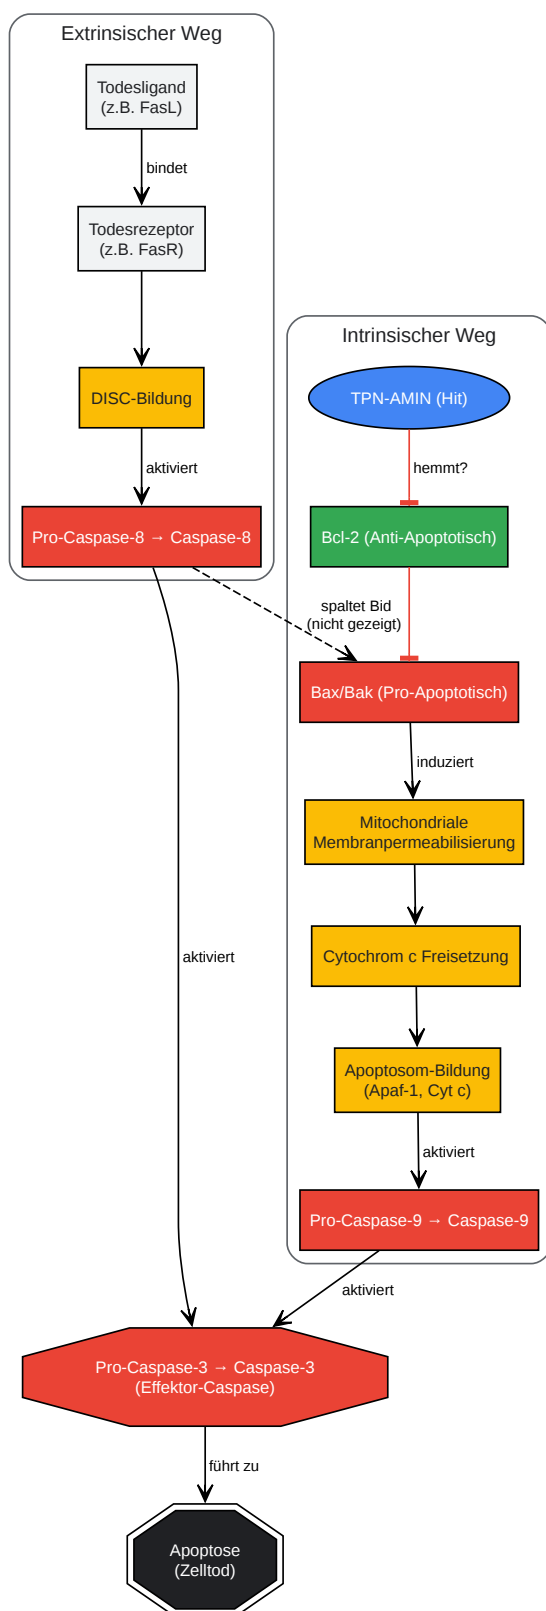 Extrinsischer Weg
Todesligand
(z.B. FasL)
bindet
Todesrezeptor
(z.B. FasR)
DISC-Bildung
aktiviert
Pro-Caspase-8 → Caspase-8
Intrinsischer Weg
TPN-AMIN (Hit)
hemmt?
Bcl-2 (Anti-Apoptotisch)
spaltet Bid
(nicht gezeigt)
Bax/Bak (Pro-Apoptotisch)
induziert
Mitochondriale
Membranpermeabilisierung
Cytochrom c Freisetzung
aktiviert
Apoptosom-Bildung
(Apaf-1, Cyt c)
aktiviert
Pro-Caspase-9 → Caspase-9
aktiviert
Pro-Caspase-3 → Caspase-3
(Effektor-Caspase)
führt zu
Apoptose
(Zelltod)